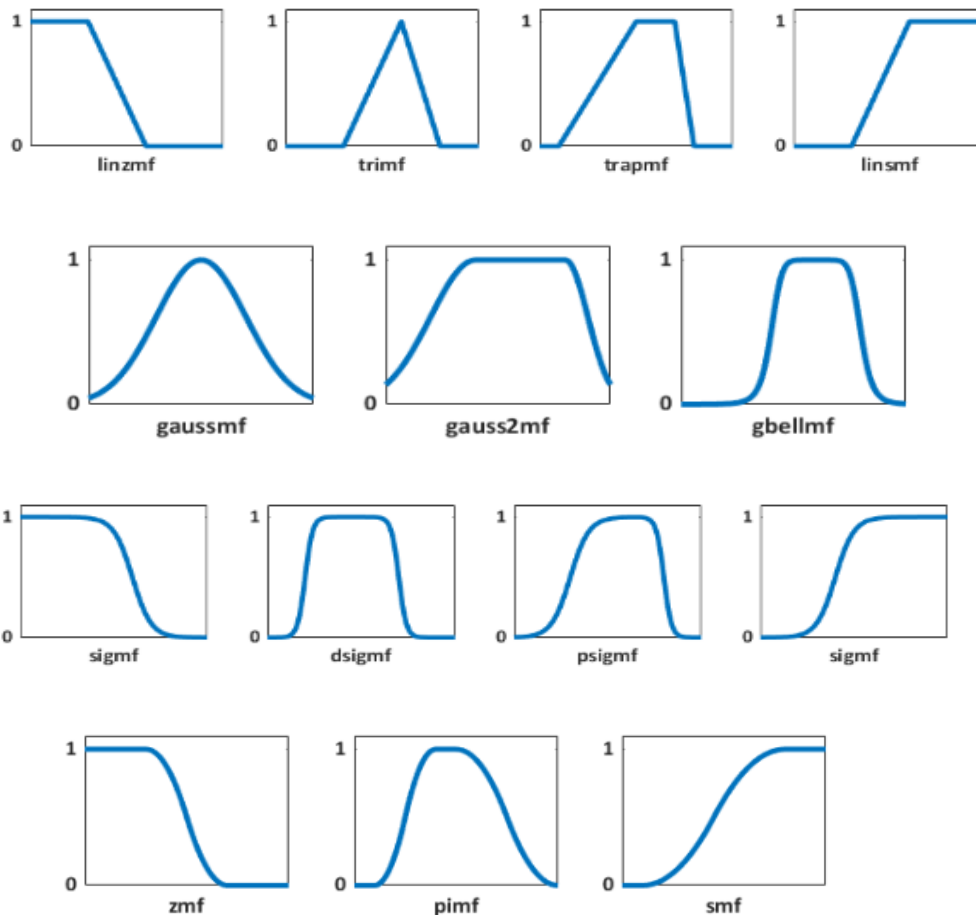 1 1 1 1
0 0 0 0
linzmf trimf trapmf linsmf
1 1 1
0 0 0
gaussmf gauss2mf gbellmf
1 1 1 1
0 0 0 0
sigmf dsigmf psigmf sigmf
1 1 1
0 0 0
zmf pimf smf